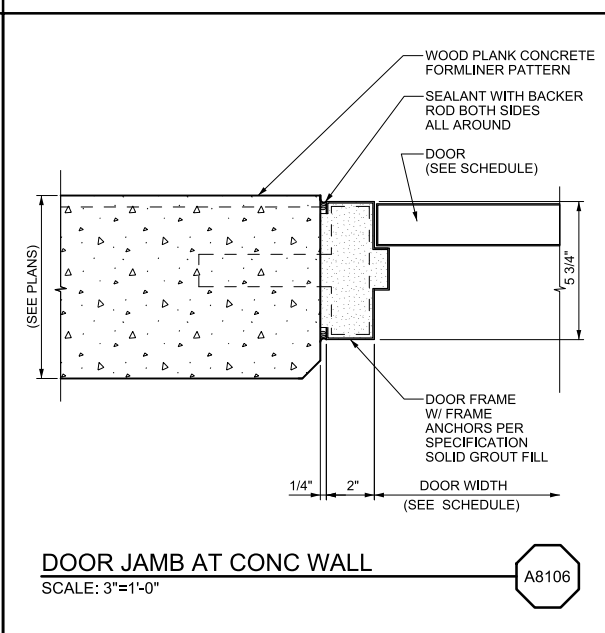 WOOD PLANK CONCRETE
FORMLINER PATTERN
SEALANT WITH BACKER
ROD BOTH SIDES
ALL AROUND
DOOR
(SEE SCHEDULE)
(SEE PLANS)
5 3/4"
DOOR FRAME
W/ FRAME
ANCHORS PER
SPECIFICATION
SOLID GROUT FILL
1/4"
2"
DOOR WIDTH
(SEE SCHEDULE)
DOOR JAMB AT CONC WALL
SCALE: 3"=1'-0"
A8106